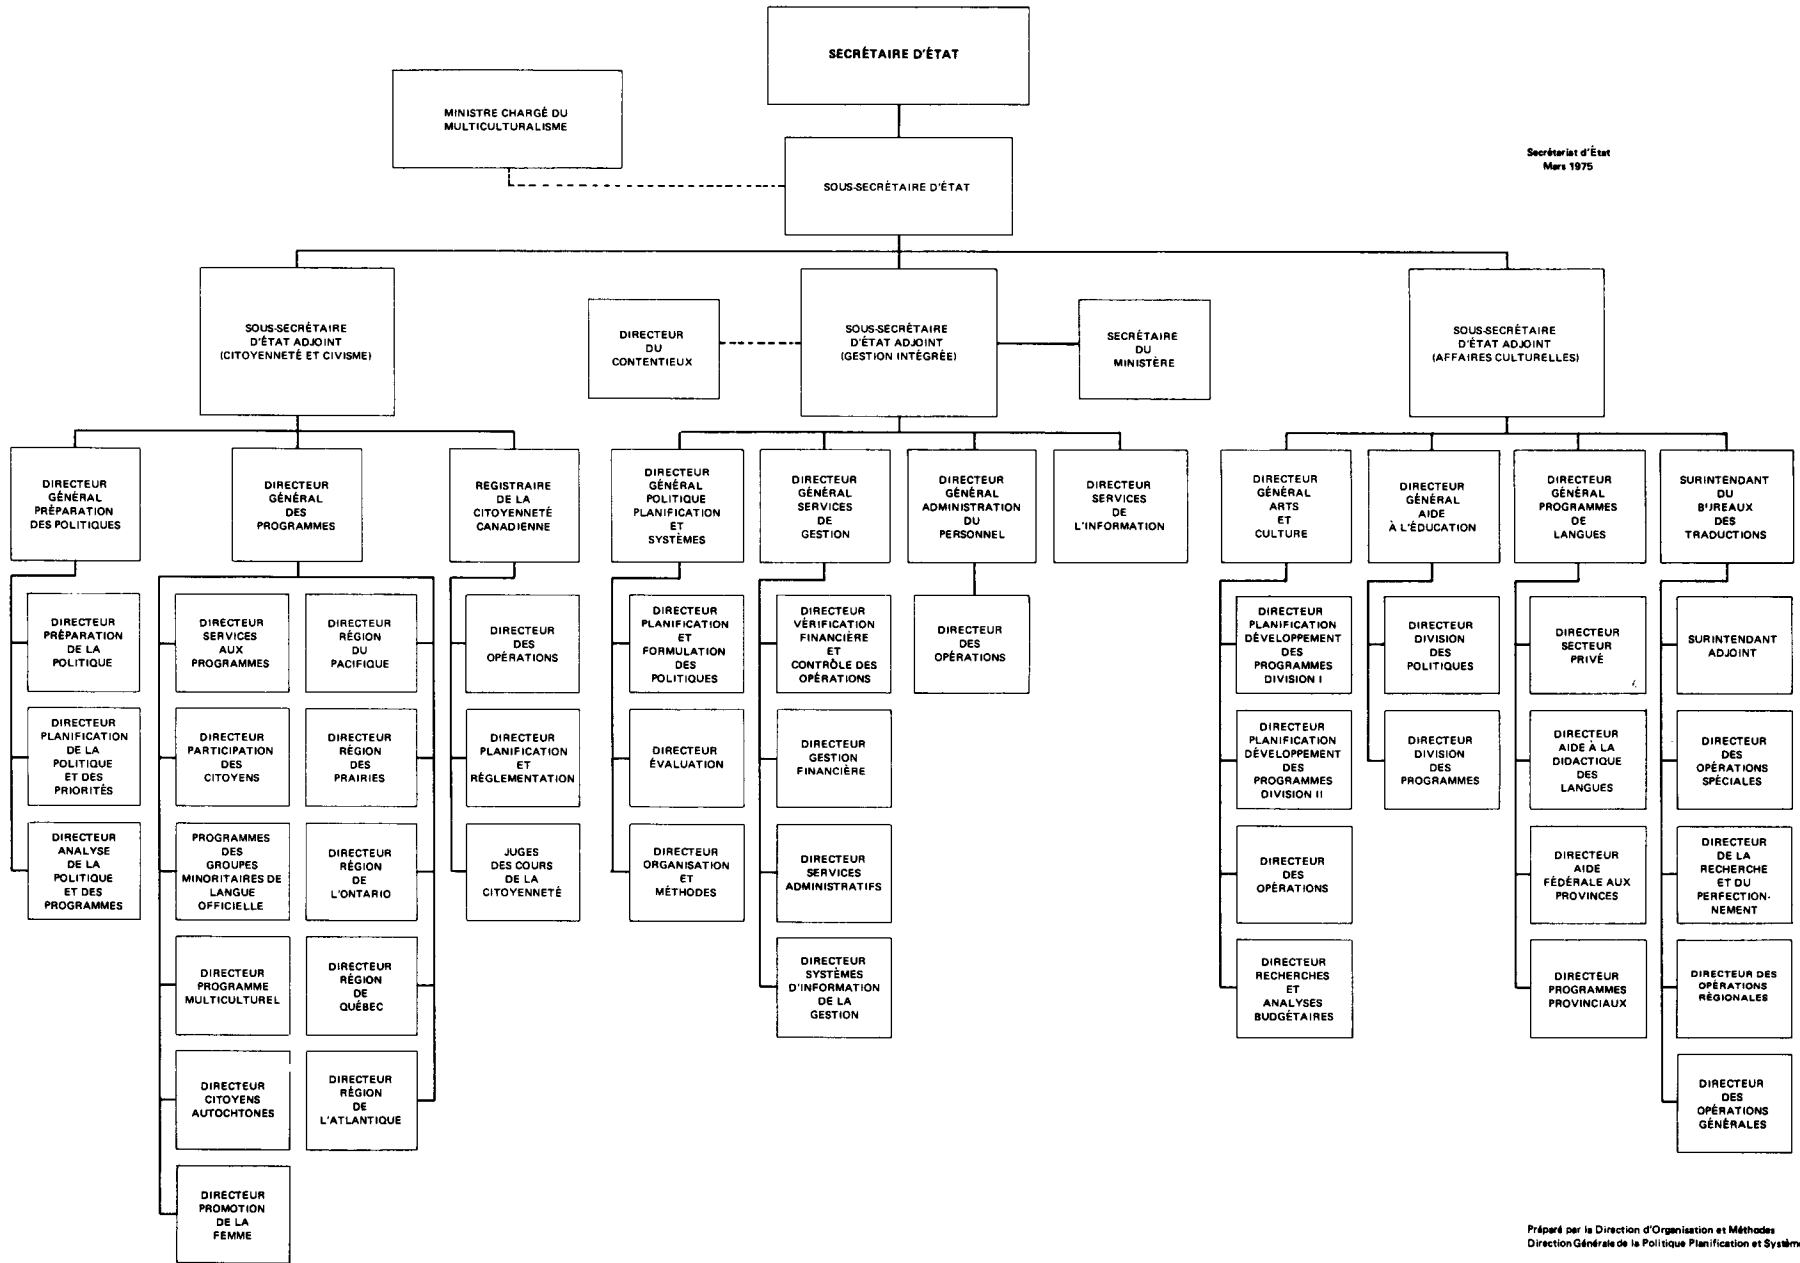 SECRÉTAIRE D'ÉTAT
MINISTRE CHARGÉ DU
MULTICULTURALISME
Secrétariat d'État
Mars 1975
SOUS-SECRÉTAIRE D'ÉTAT
SOUS-SECRÉTAIRE
D'ÉTAT ADJOINT
(CITOYENNETÉ ET CIVISME)
DIRECTEUR
DU
CONTENTIEUX
SOUS-SECRÉTAIRE
D'ÉTAT ADJOINT
(GESTION INTÉGRÉE)
SECRÉTAIRE
DU
MINISTÈRE
SOUS-SECRÉTAIRE
D'ÉTAT ADJOINT
(AFFAIRES CULTURELLES)
DIRECTEUR
GÉNÉRAL
PRÉPARATION
DES POLITIQUES
DIRECTEUR
GÉNÉRAL
DES
PROGRAMMES
REGISTRAIRE
DE LA
CITOYENNETÉ
CANADIENNE
DIRECTEUR
GÉNÉRAL
POLITIQUE
PLANIFICATION
ET
SYSTÈMES
DIRECTEUR
GÉNÉRAL
SERVICES
DE
GESTION
DIRECTEUR
GÉNÉRAL
ADMINISTRATION
DU
PERSONNEL
DIRECTEUR
SERVICES
DE
L'INFORMATION
DIRECTEUR
GÉNÉRAL
ARTS
ET
CULTURE
DIRECTEUR
GÉNÉRAL
AIDE
À L'ÉDUCATION
DIRECTEUR
GÉNÉRAL
PROGRAMMES
DE
LANGUES
SURINTENDANT
DU
BUREAUX
DES
TRADUCTIONS
DIRECTEUR
PRÉPARATION
DE LA
POLITIQUE
DIRECTEUR
PLANIFICATION
DE LA
POLITIQUE
ET DES
PRIORITÉS
DIRECTEUR
ANALYSE
DE LA
POLITIQUE
ET DES
PROGRAMMES
DIRECTEUR
SERVICES
AUX
PROGRAMMES
DIRECTEUR
PARTICIPATION
DES
CITOYENS
PROGRAMMES
DES
GROUPES
MINORITAIRES DE
LANGUE
OFFICIELLE
DIRECTEUR
PROGRAMME
MULTICULTUREL
DIRECTEUR
CITOYENS
AUTOCHTONES
DIRECTEUR
PROMOTION
DE LA
FEMME
DIRECTEUR
RÉGION
DU
PACIFIQUE
DIRECTEUR
RÉGION
DES
PRAIRIES
DIRECTEUR
RÉGION
DE
L'ONTARIO
DIRECTEUR
RÉGION
DE
QUÉBEC
DIRECTEUR
RÉGION
DE
L'ATLANTIQUE
DIRECTEUR
DES
OPÉRATIONS
DIRECTEUR
PLANIFICATION
ET
RÉGLEMENTATION
JUGES
DES COURS
DE LA
CITOYENNETÉ
DIRECTEUR
PLANIFICATION
ET
FORMULATION
DES
POLITIQUES
DIRECTEUR
ÉVALUATION
DIRECTEUR
ORGANISATION
ET
MÉTHODES
DIRECTEUR
VÉRIFICATION
FINANCIÈRE
ET
CONTRÔLE DES
OPÉRATIONS
DIRECTEUR
GESTION
FINANCIÈRE
DIRECTEUR
SERVICES
ADMINISTRATIFS
DIRECTEUR
SYSTÈMES
D'INFORMATION
DE LA
GESTION
DIRECTEUR
DES
OPÉRATIONS
DIRECTEUR
PLANIFICATION
DÉVELOPPEMENT
DES
PROGRAMMES
DIVISION I
DIRECTEUR
PLANIFICATION
DÉVELOPPEMENT
DES
PROGRAMMES
DIVISION II
DIRECTEUR
DES
OPÉRATIONS
DIRECTEUR
RECHERCHES
ET
ANALYSES
BUDGÉTAIRES
DIRECTEUR
DIVISION
DES
POLITIQUES
DIRECTEUR
DIVISION
DES
PROGRAMMES
DIRECTEUR
SECTEUR
PRIVÉ
DIRECTEUR
AIDE À LA
DIDACTIQUE
DES
LANGUES
DIRECTEUR
AIDE
FÉDÉRALE AUX
PROVINCES
DIRECTEUR
PROGRAMMES
PROVINCIAUX
SURINTENDANT
ADJOINT
DIRECTEUR
DES
OPÉRATIONS
SPÉCIALES
DIRECTEUR
DE LA
RECHERCHE
ET DU
PERFECTION-
NEMENT
DIRECTEUR DES
OPÉRATIONS
RÉGIONALES
DIRECTEUR
DES
OPÉRATIONS
GÉNÉRALES
Préparé par la Direction d'Organisation et Méthodes
Direction Générale de la Politique Planification et Système